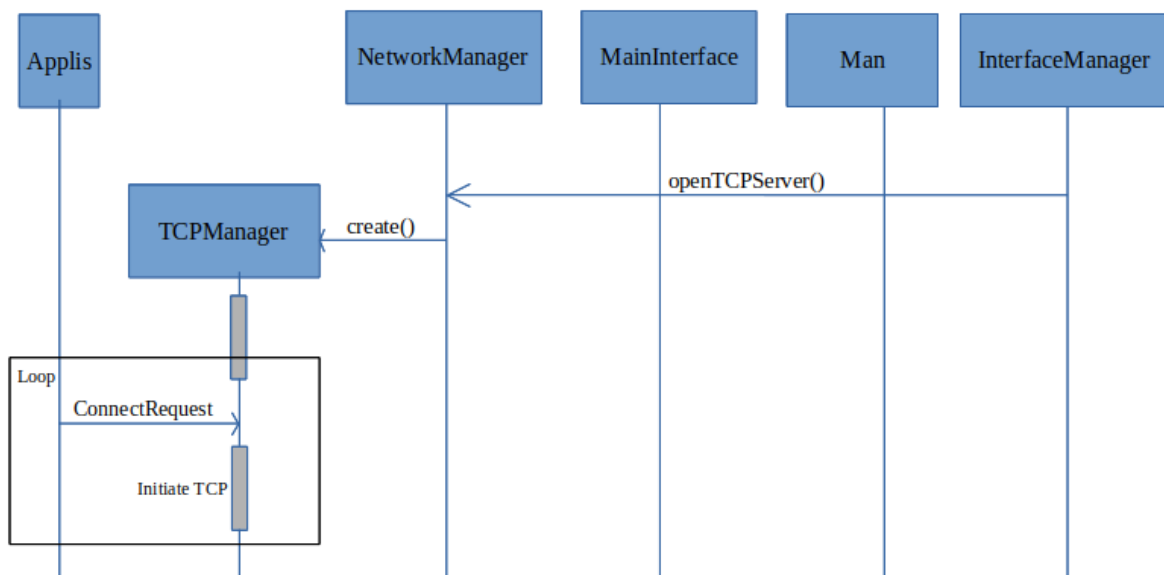 Applis
NetworkManager
MainInterface
Man
InterfaceManager
openTCPServer()
TCPManager
create()
Loop
ConnectRequest
Initiate TCP